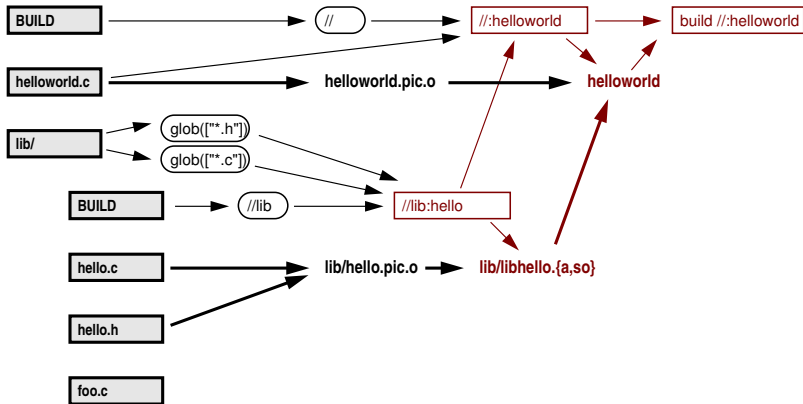 BUILD
//
//:helloworld
build //:helloworld
helloworld.c
helloworld.pic.o
helloworld
glob(["*.h"])
lib/
glob(["*.c"])
BUILD
//lib
//lib:hello
hello.c
lib/hello.pic.o
lib/libhello.{a,so}
hello.h
foo.c